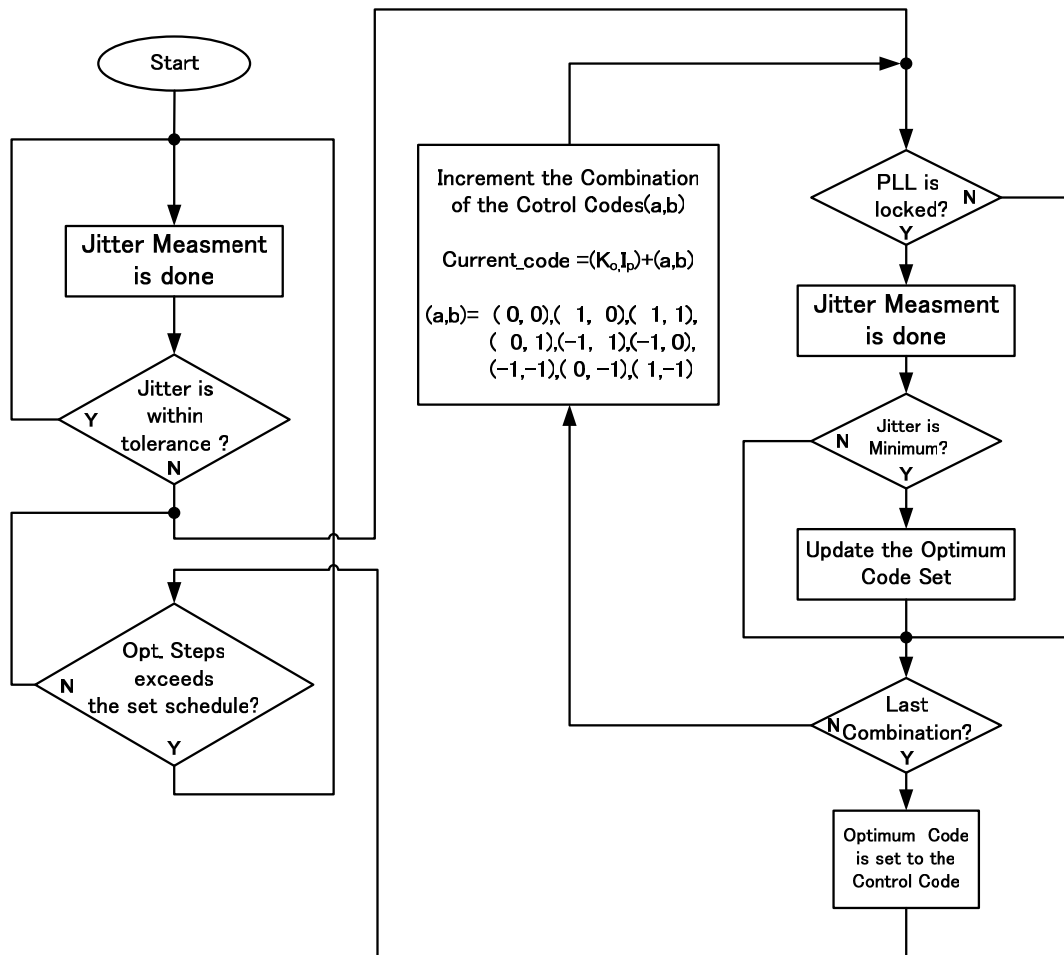 Start
Jitter Measment
is done
Jitter is
within
tolerance ?
Y
N
Opt. Steps
exceeds
the set schedule?
N
Y
Increment the Combination
of the Cotrol Codes(a,b)
Current_code =(Ko,Ip)+(a,b)
(a,b)= ( 0, 0),( 1, 0),( 1, 1),
( 0, 1),(-1, 1),(-1, 0),
(-1,-1),( 0, -1),( 1,-1)
PLL is
locked?
N
Y
Jitter Measment
is done
Jitter is
Minimum?
N
Y
Update the Optimum
Code Set
Last
Combination?
N
Y
Optimum Code
is set to the
Control Code